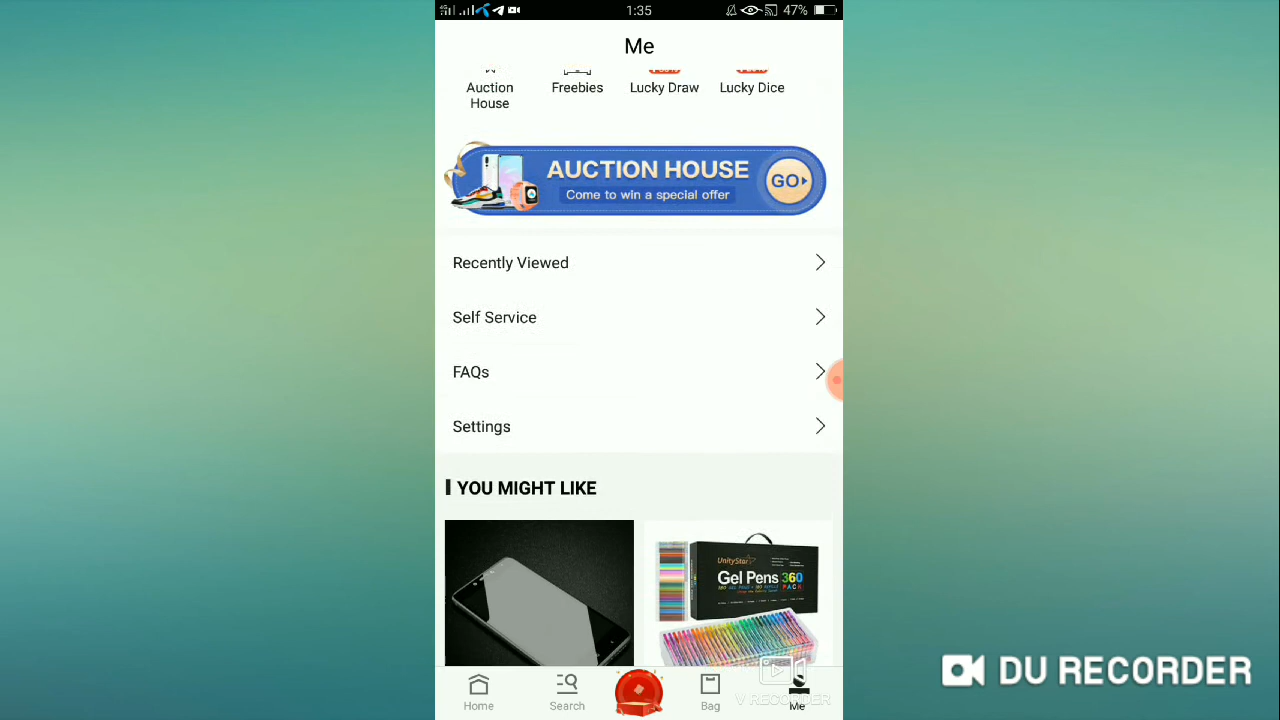 1:35
47%
Me
Auction House
Freebies
Lucky Draw
Lucky Dice
AUCTION HOUSE
Come to win a special offer
GO
Recently Viewed
Self Service
FAQs
Settings
YOU MIGHT LIKE
UnityStar
Gel Pens 360
PACK
Home
Search
Bag
Me
V RECORDER
DU RECORDER